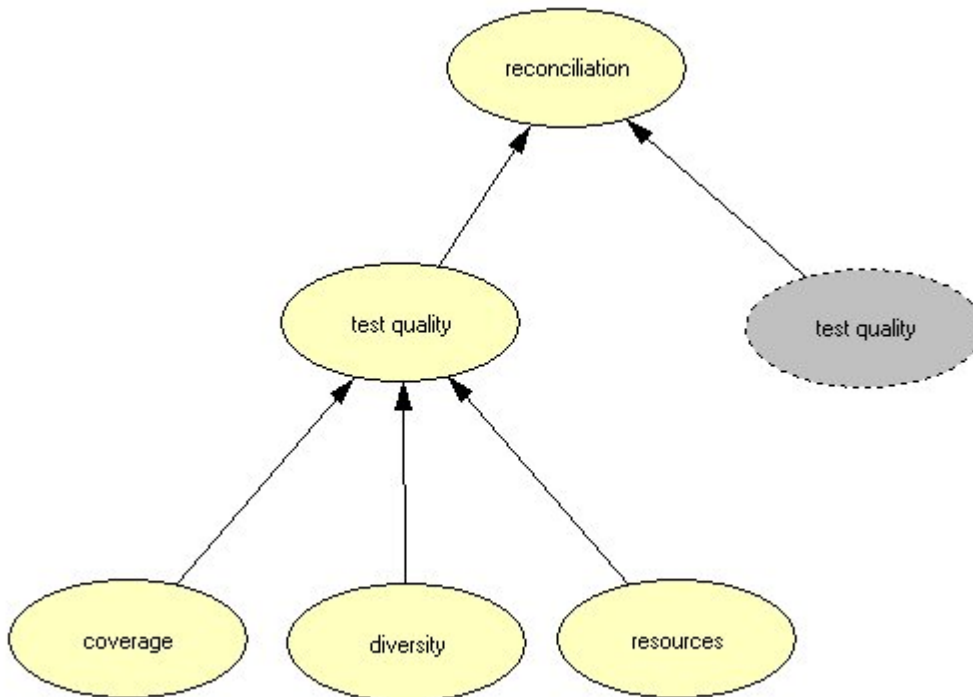 reconciliation
test quality
test quality
coverage
diversity
resources